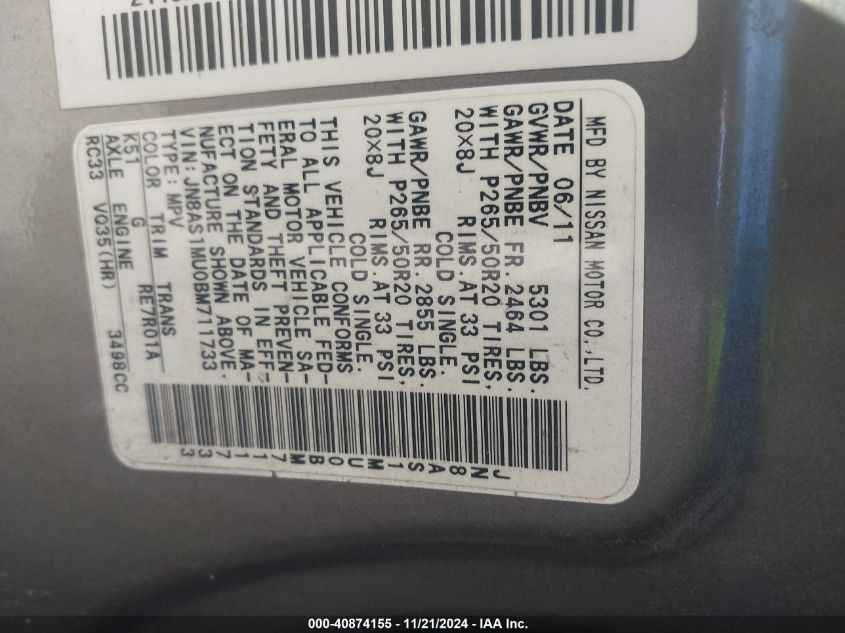 MFD BY NISSAN MOTOR CO.,LTD.
DATE 06/11
GVWR/PNBV 5301 LBS.
GAWR/PNBE FR. 2464 LBS.
WITH P265/50R20 TIRES,
20×8J RIMS. AT 33 PSI
COLD SINGLE.
GAWR/PNBE RR. 2855 LBS.
WITH P265/50R20 TIRES,
20×8J RIMS. AT 33 PSI
COLD SINGLE.
THIS VEHICLE CONFORMS
TO ALL APPLICABLE FED-
ERAL MOTOR VEHICLE SA-
FETY AND THEFT PREVEN-
TION STANDARDS IN EFF-
ECT ON THE DATE OF MA-
NUFACTURE SHOWN ABOVE.
VIN:JN8AS1MU0BM711733
TYPE: MPV
COLOR TRIM TRANS
K51 G RE7R01A
AXLE ENGINE
RC33 VQ35(HR) 3498CC
JN8AS1MU0BM711733
000-40874155 - 11/21/2024 - IAA Inc.